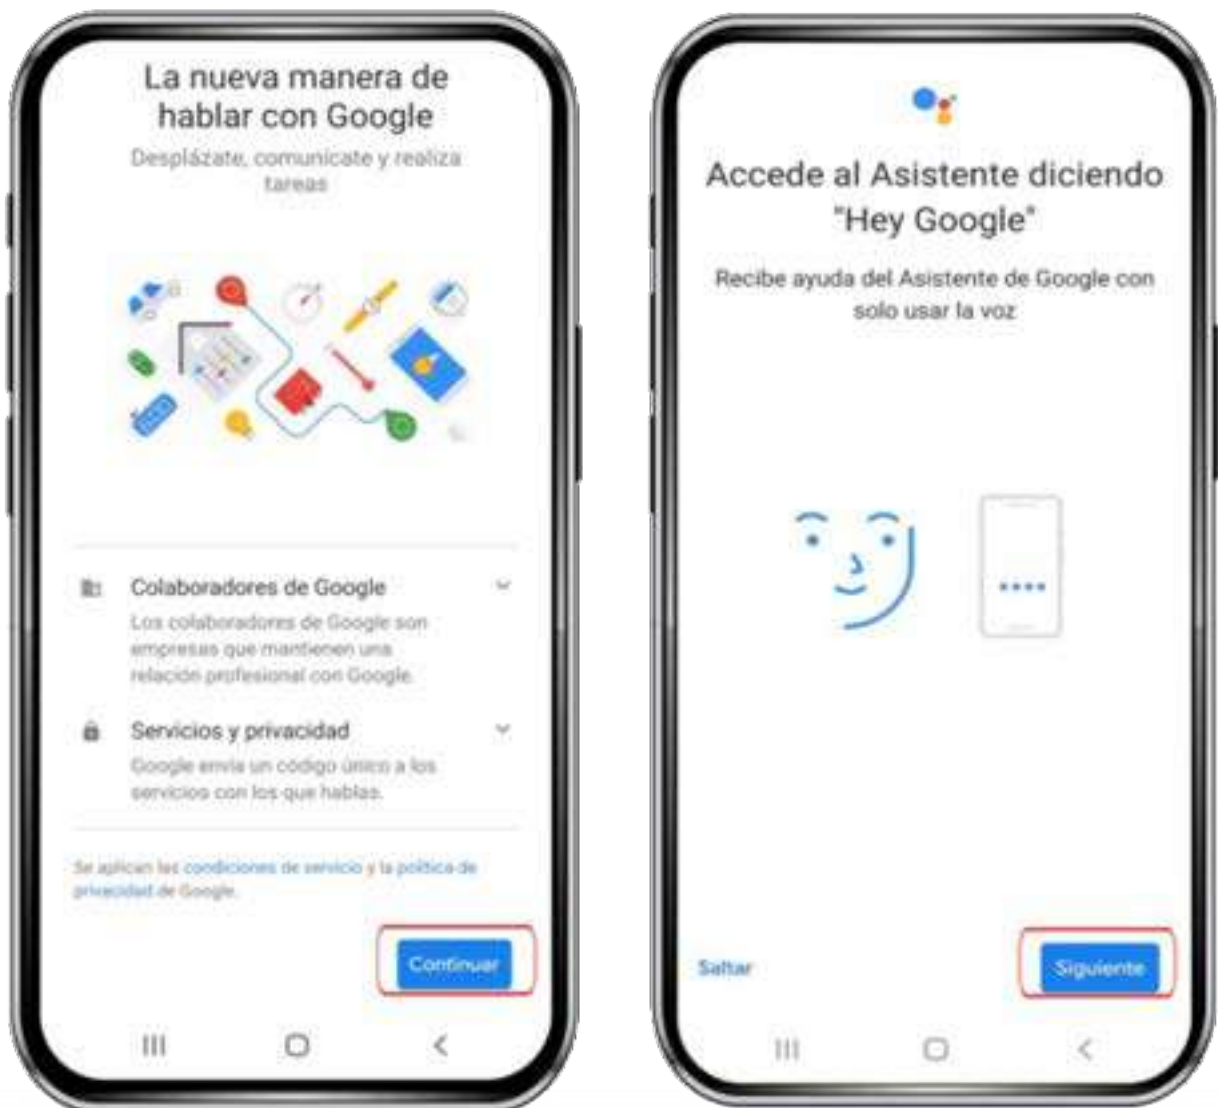 La nueva manera de
hablar con Google
Desplázate, comunícate y realiza
tareas
Colaboradores de Google
Los colaboradores de Google son
empresas que mantienen una
relación profesional con Google.
Servicios y privacidad
Google envía un código único a los
servicios con los que hablas.
Se aplican las condiciones de servicio y la política de
privacidad de Google.
Continuar
Accede al Asistente diciendo
"Hey Google"
Recibe ayuda del Asistente de Google con
solo usar la voz
Saltar
Siguiente